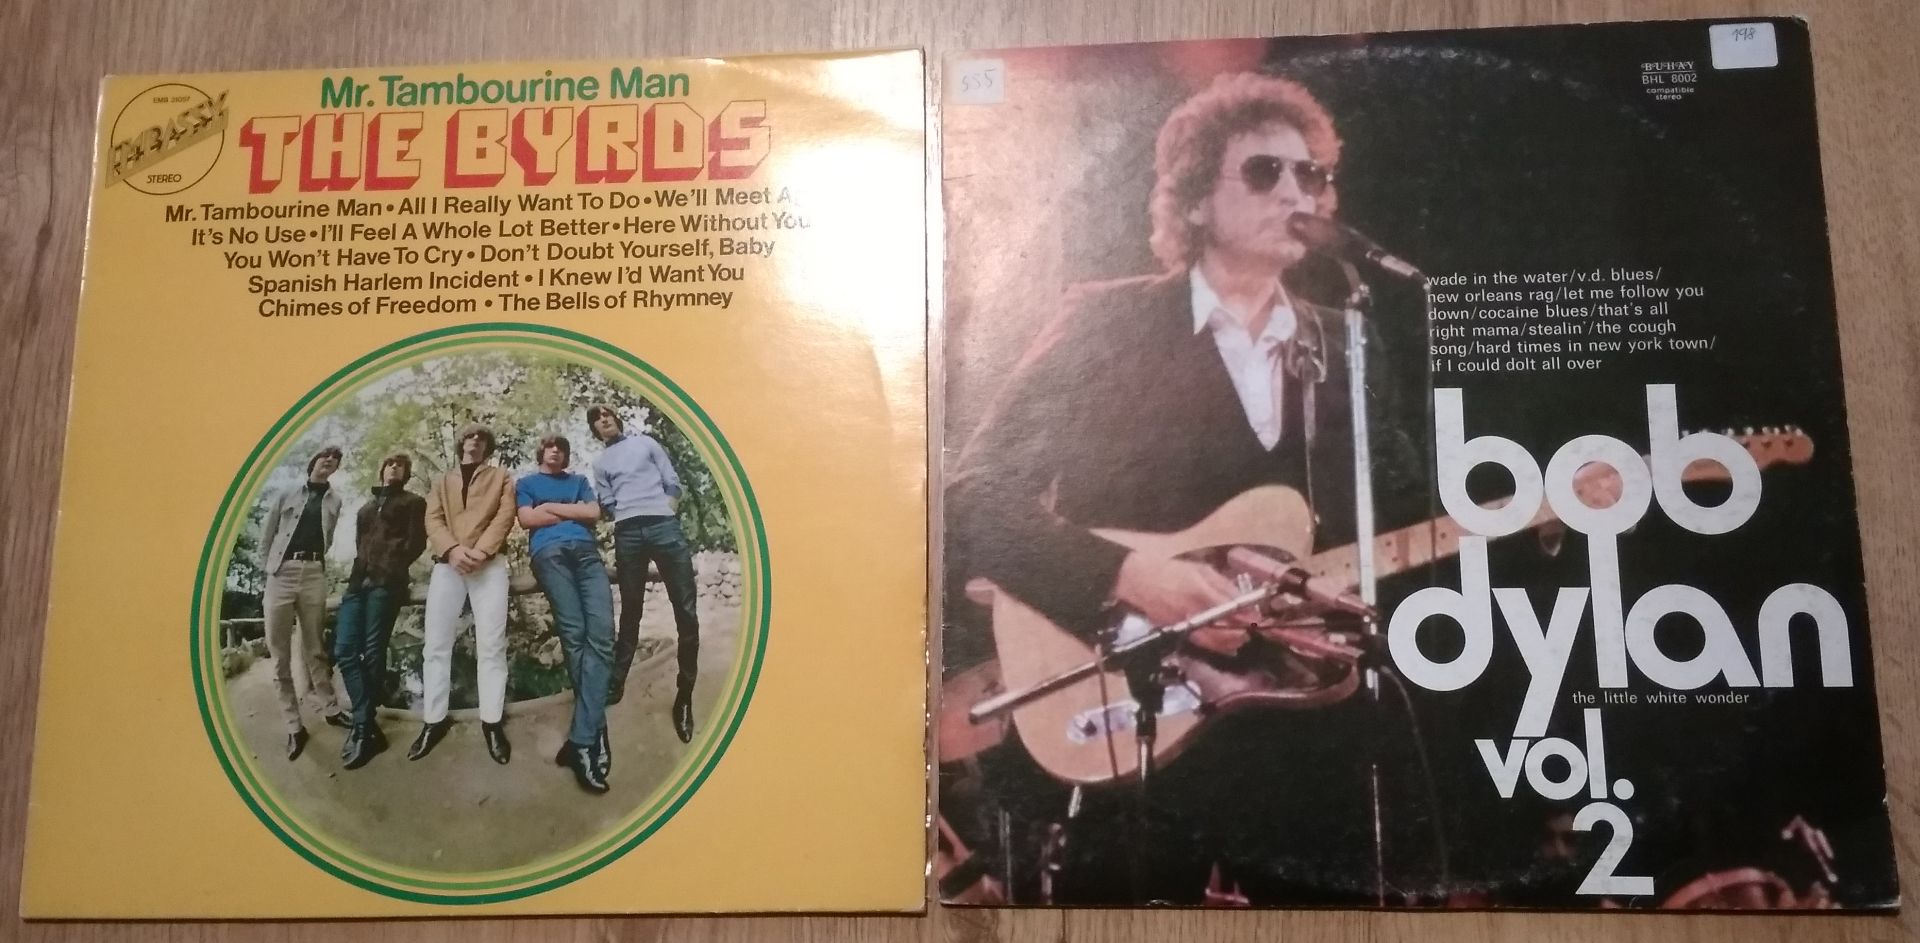 EMB 31057
EMBASSY
STEREO
Mr. Tambourine Man
THE BYRDS
Mr. Tambourine Man • All I Really Want To Do • We'll Meet
It's No Use • I'll Feel A Whole Lot Better • Here Without You
You Won't Have To Cry • Don't Doubt Yourself, Baby
Spanish Harlem Incident • I Knew I'd Want You
Chimes of Freedom • The Bells of Rhymney
555
198
BUHAY
BHL 8002
compatible
stereo
wade in the water/v.d. blues/
new orleans rag/let me follow you
down/cocaine blues/that's all
right mama/stealin'/the cough
song/hard times in new york town/
if I could doIt all over
bob
dylan
the little white wonder
vol.
2